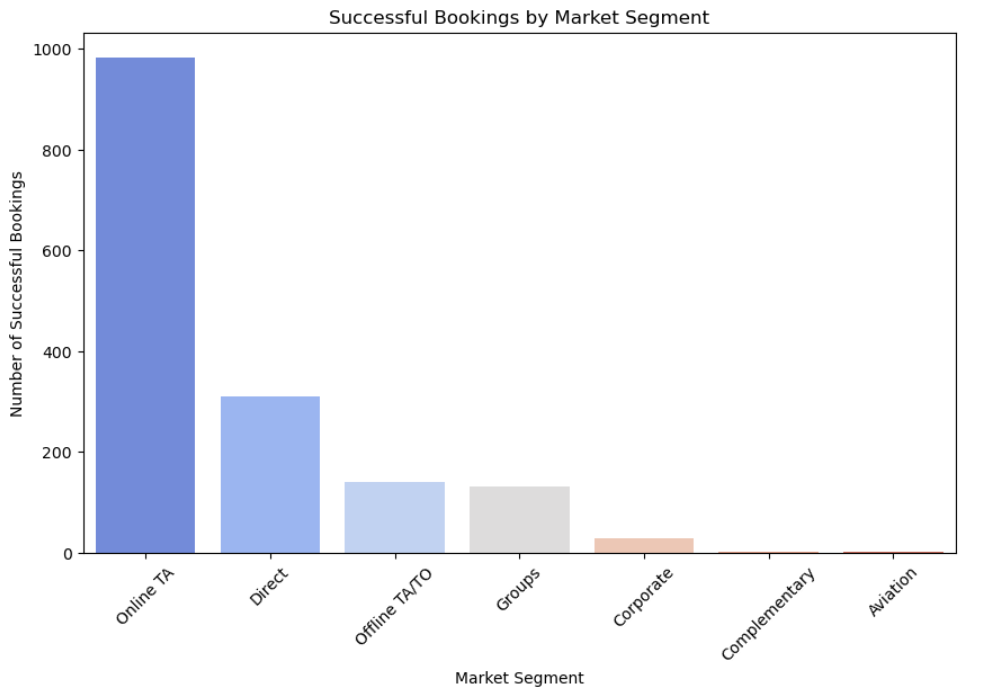 Successful Bookings by Market Segment
Number of Successful Bookings
1000
800
600
400
200
0
Online TA
Direct
Offline TA/TO
Groups
Corporate
Complementary
Aviation
Market Segment